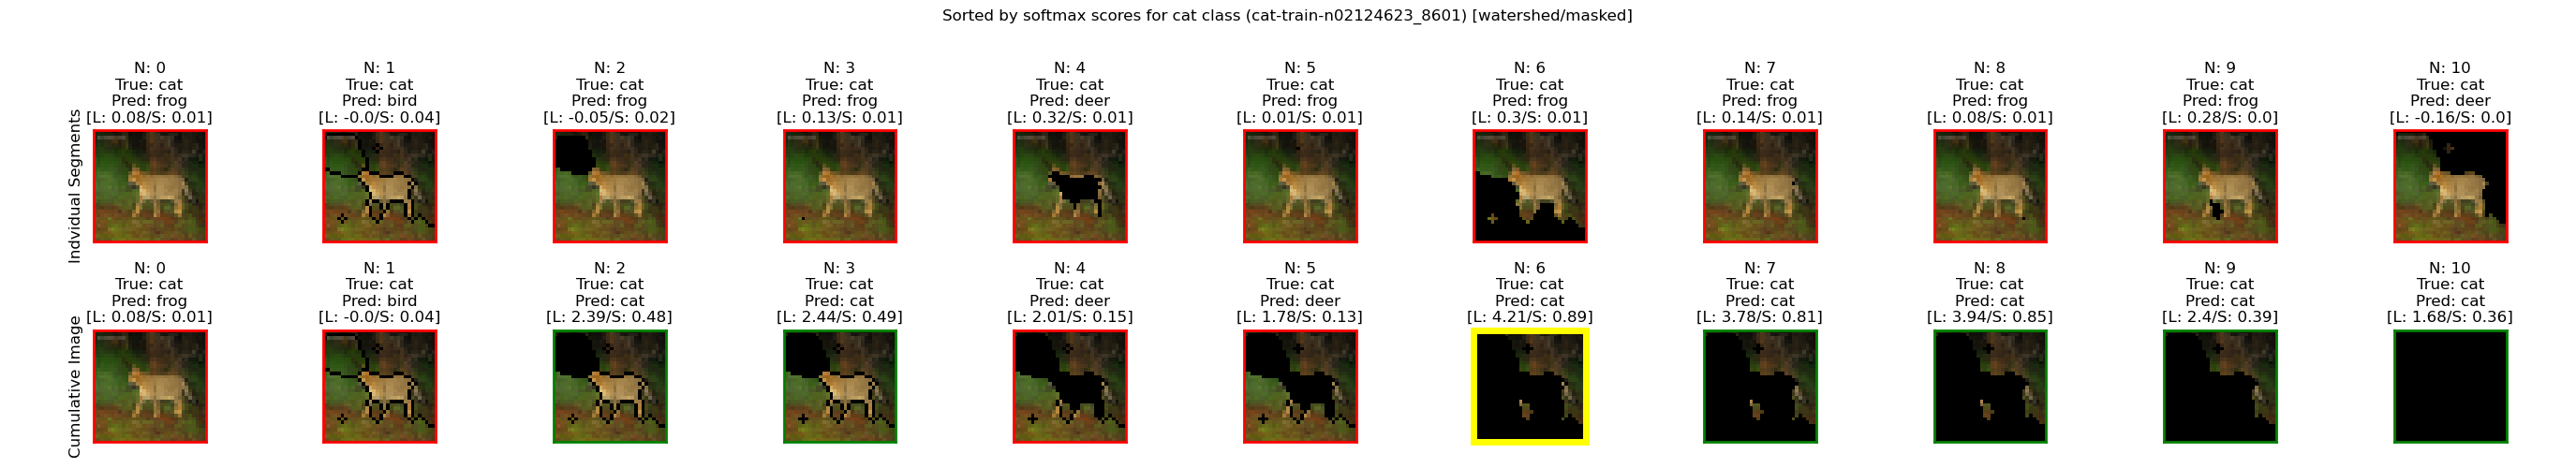 Sorted by softmax scores for cat class (cat-train-n02124623_8601) [watershed/masked]
Indvidual Segments
N: 0
True: cat
Pred: frog
[L: 0.08/S: 0.01]
N: 1
True: cat
Pred: bird
[L: -0.0/S: 0.04]
N: 2
True: cat
Pred: frog
[L: -0.05/S: 0.02]
N: 3
True: cat
Pred: frog
[L: 0.13/S: 0.01]
N: 4
True: cat
Pred: deer
[L: 0.32/S: 0.01]
N: 5
True: cat
Pred: frog
[L: 0.01/S: 0.01]
N: 6
True: cat
Pred: frog
[L: 0.3/S: 0.01]
N: 7
True: cat
Pred: frog
[L: 0.14/S: 0.01]
N: 8
True: cat
Pred: frog
[L: 0.08/S: 0.01]
N: 9
True: cat
Pred: frog
[L: 0.28/S: 0.0]
N: 10
True: cat
Pred: deer
[L: -0.16/S: 0.0]
Cumulative Image
N: 0
True: cat
Pred: frog
[L: 0.08/S: 0.01]
N: 1
True: cat
Pred: bird
[L: -0.0/S: 0.04]
N: 2
True: cat
Pred: cat
[L: 2.39/S: 0.48]
N: 3
True: cat
Pred: cat
[L: 2.44/S: 0.49]
N: 4
True: cat
Pred: deer
[L: 2.01/S: 0.15]
N: 5
True: cat
Pred: deer
[L: 1.78/S: 0.13]
N: 6
True: cat
Pred: cat
[L: 4.21/S: 0.89]
N: 7
True: cat
Pred: cat
[L: 3.78/S: 0.81]
N: 8
True: cat
Pred: cat
[L: 3.94/S: 0.85]
N: 9
True: cat
Pred: cat
[L: 2.4/S: 0.39]
N: 10
True: cat
Pred: cat
[L: 1.68/S: 0.36]